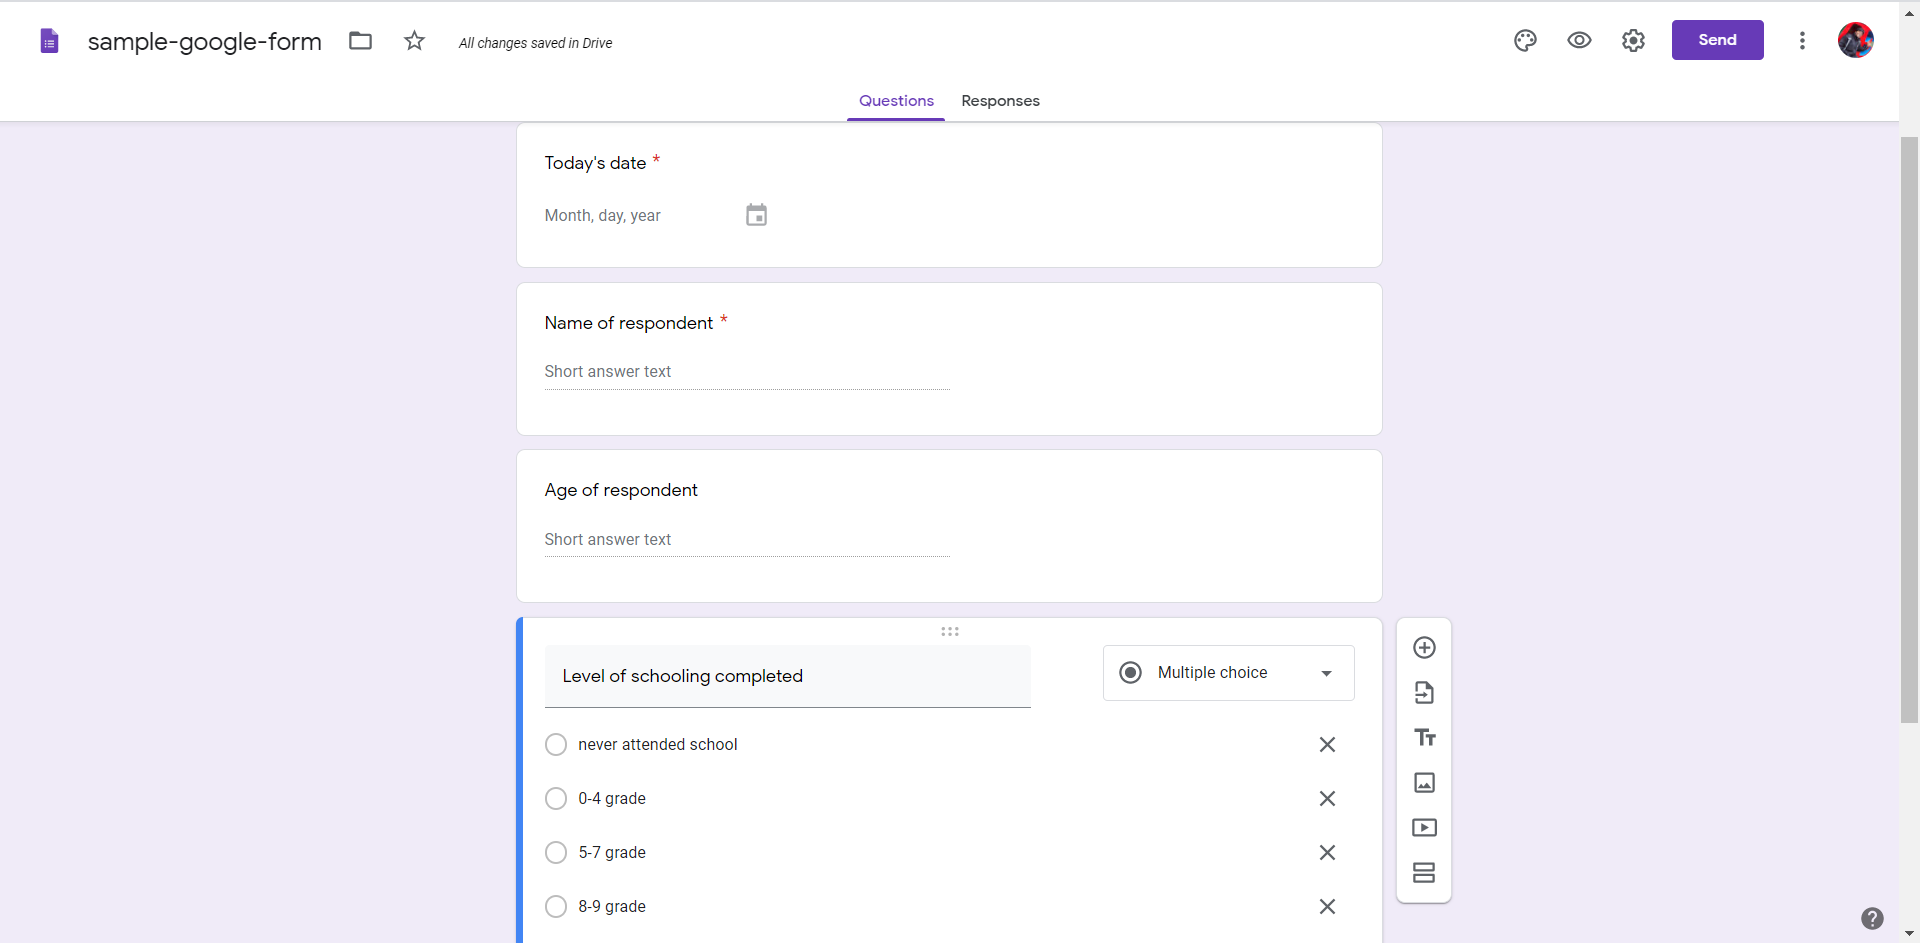 sample-google-form
All changes saved in Drive
Send
Questions Responses
Today's date *
Month, day, year
Name of respondent *
Short answer text
Age of respondent
Short answer text
Level of schooling completed
Multiple choice
never attended school
0-4 grade
5-7 grade
8-9 grade